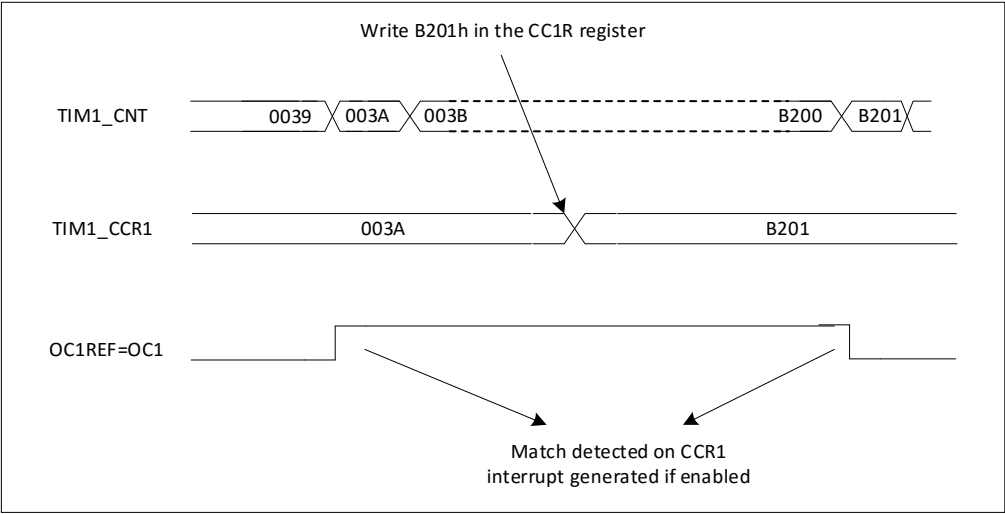 Write B201h in the CC1R register
TIM1_CNT 0039 003A 003B B200 B201
TIM1_CCR1 003A B201
OC1REF=OC1
Match detected on CCR1
interrupt generated if enabled